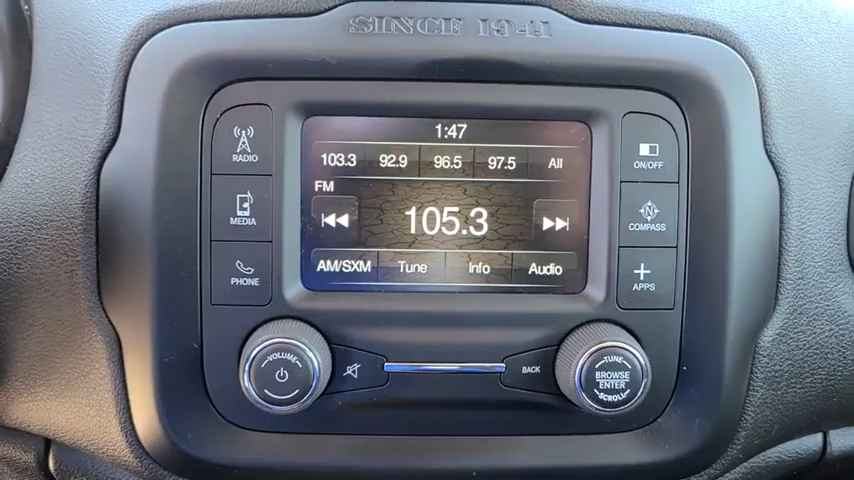 SINCE 1941
1:47
103.3 92.9 96.5 97.5 All
FM
105.3
AM/SXM Tune Info Audio
RADIO
MEDIA
PHONE
ON/OFF
N
COMPASS
APPS
VOLUME
BACK
TUNE
BROWSE
ENTER
SCROLL